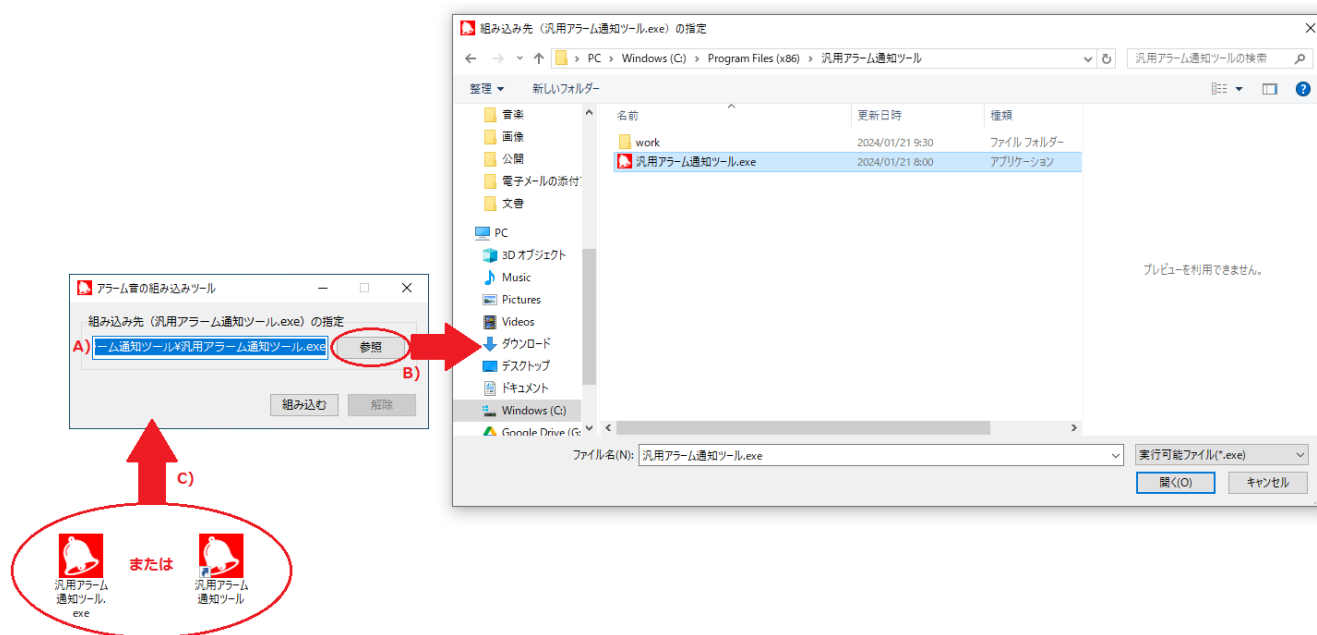 組み込み先（汎用アラーム通知ツール.exe）の指定
PC › Windows (C:) › Program Files (x86) › 汎用アラーム通知ツール
汎用アラーム通知ツールの検索
整理 新しいフォルダー
名前 更新日時 種類
音楽
画像
公開
電子メールの添付
文書
PC
3D オブジェクト
Music
Pictures
Videos
ダウンロード
デスクトップ
ドキュメント
Windows (C:)
Google Drive (G:
work 2024/01/21 9:30 ファイル フォルダー
汎用アラーム通知ツール.exe 2024/01/21 8:00 アプリケーション
プレビューを利用できません。
ファイル名(N): 汎用アラーム通知ツール.exe 実行可能ファイル(*.exe)
開く(O) キャンセル
アラーム音の組み込みツール
組み込み先（汎用アラーム通知ツール.exe）の指定
A) ーム通知ツール¥汎用アラーム通知ツール.exe 参照
B)
組み込む 解除
C)
汎用アラーム
通知ツール.
exe
または
汎用アラーム
通知ツール